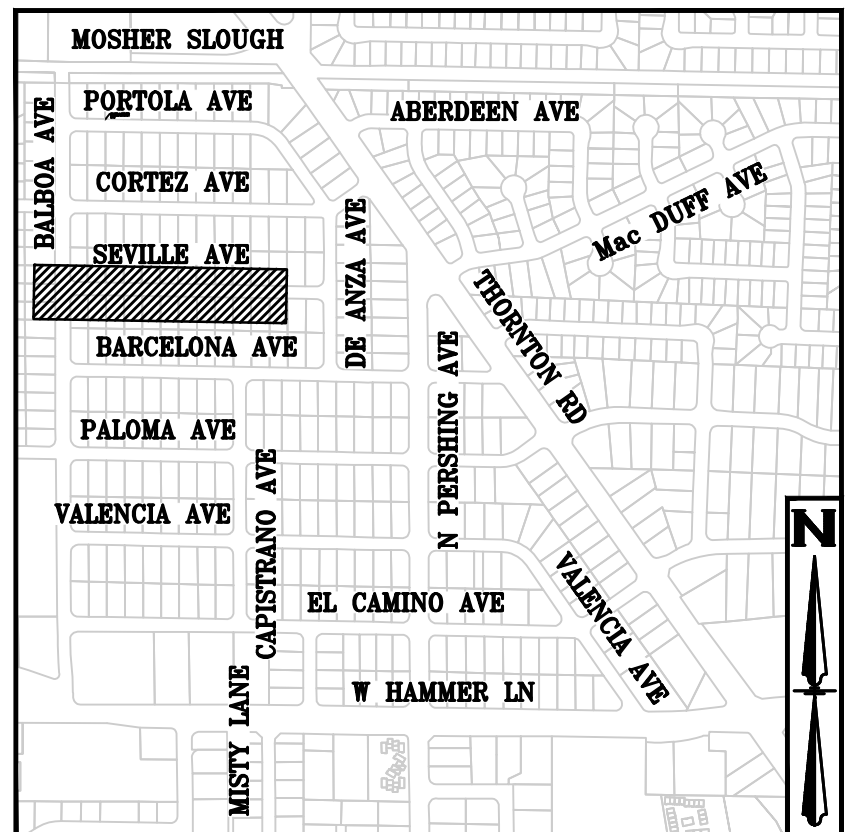 MOSHER SLOUGH
PORTOLA AVE
ABERDEEN AVE
BALBOA AVE
CORTEZ AVE
Mac DUFF AVE
SEVILLE AVE
DE ANZA AVE
THORNTON RD
BARCELONA AVE
N PERSHING AVE
PALOMA AVE
CAPISTRANO AVE
VALENCIA AVE
N
VALENCIA AVE
EL CAMINO AVE
MISTY LANE
W HAMMER LN